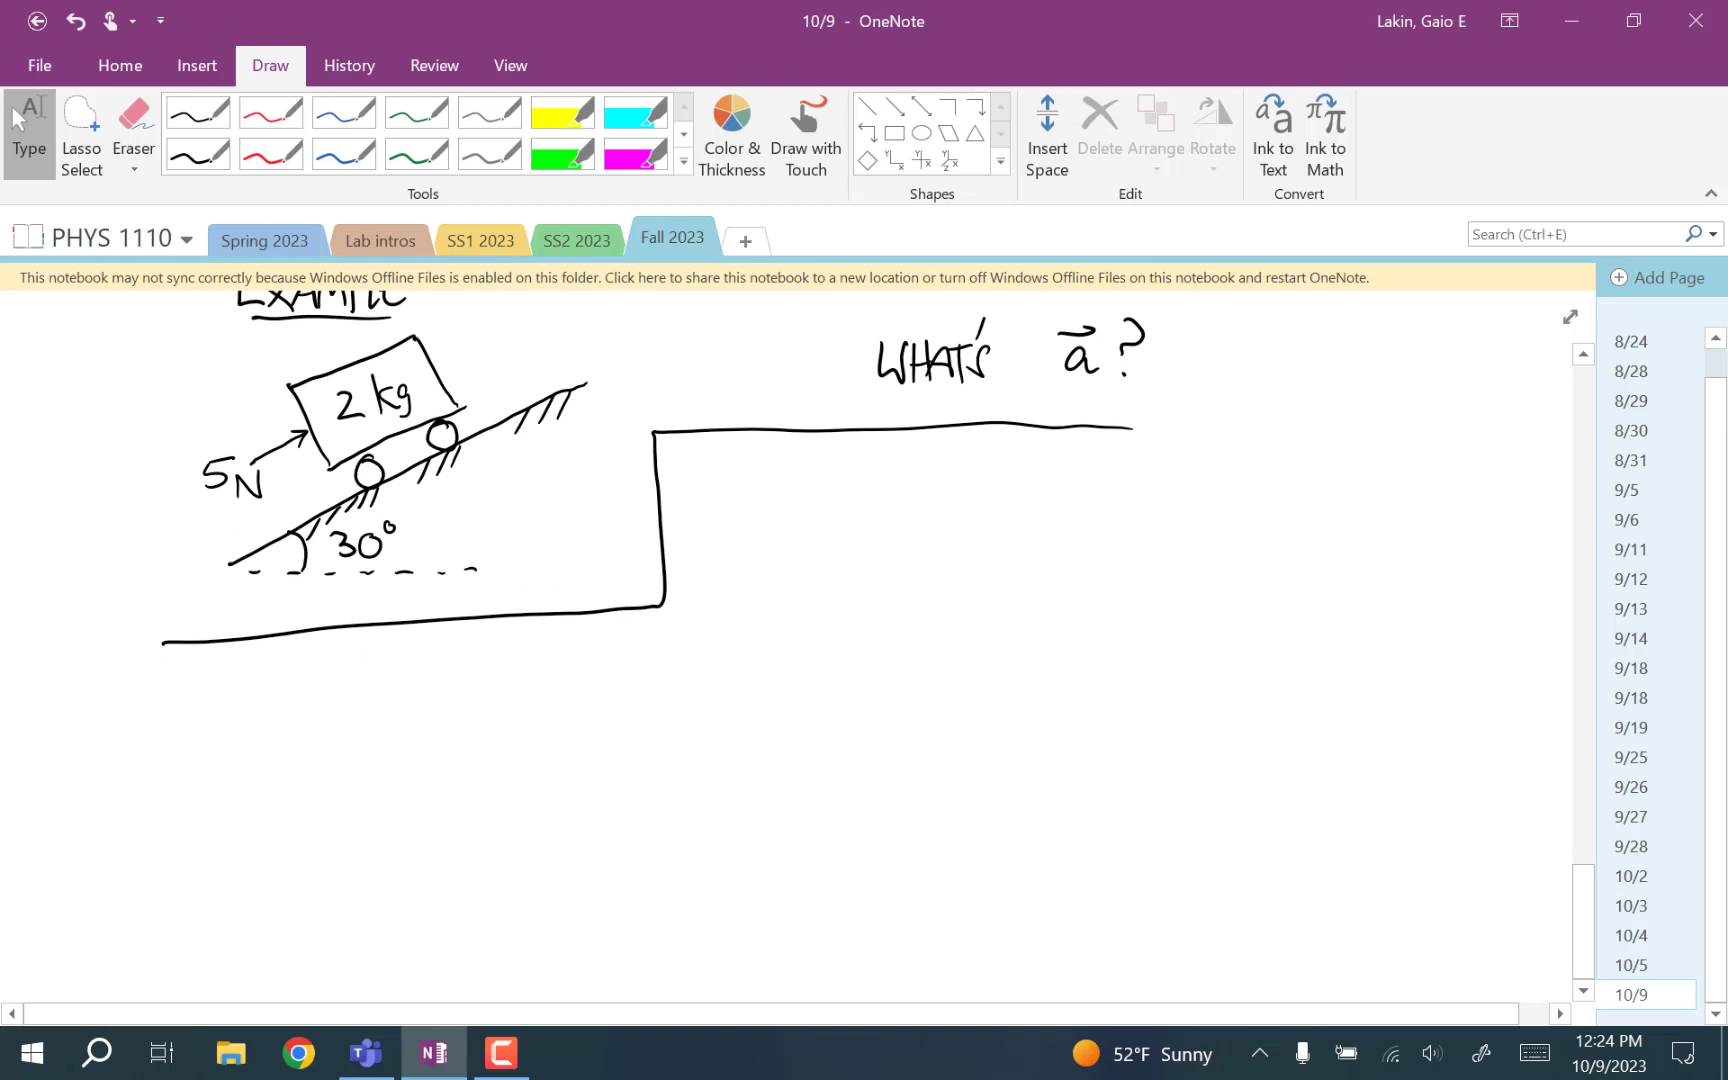 10/9 - OneNote
Lakin, Gaio E
File Home Insert Draw History Review View
Type
Lasso Select
Eraser
Color & Thickness
Draw with Touch
Insert Space
Delete
Arrange
Rotate
Ink to Text
Ink to Math
Tools
Shapes
Edit
Convert
PHYS 1110
Spring 2023
Lab intros
SS1 2023
SS2 2023
Fall 2023
Search (Ctrl+E)
This notebook may not sync correctly because Windows Offline Files is enabled on this folder. Click here to share this notebook to a new location or turn off Windows Offline Files on this notebook and restart OneNote.
Add Page
EXAMPLE
WHAT'S a⃗ ?
2 kg
5N
30°
8/24
8/28
8/29
8/30
8/31
9/5
9/6
9/11
9/12
9/13
9/14
9/18
9/18
9/19
9/25
9/26
9/27
9/28
10/2
10/3
10/4
10/5
10/9
52°F Sunny
12:24 PM
10/9/2023